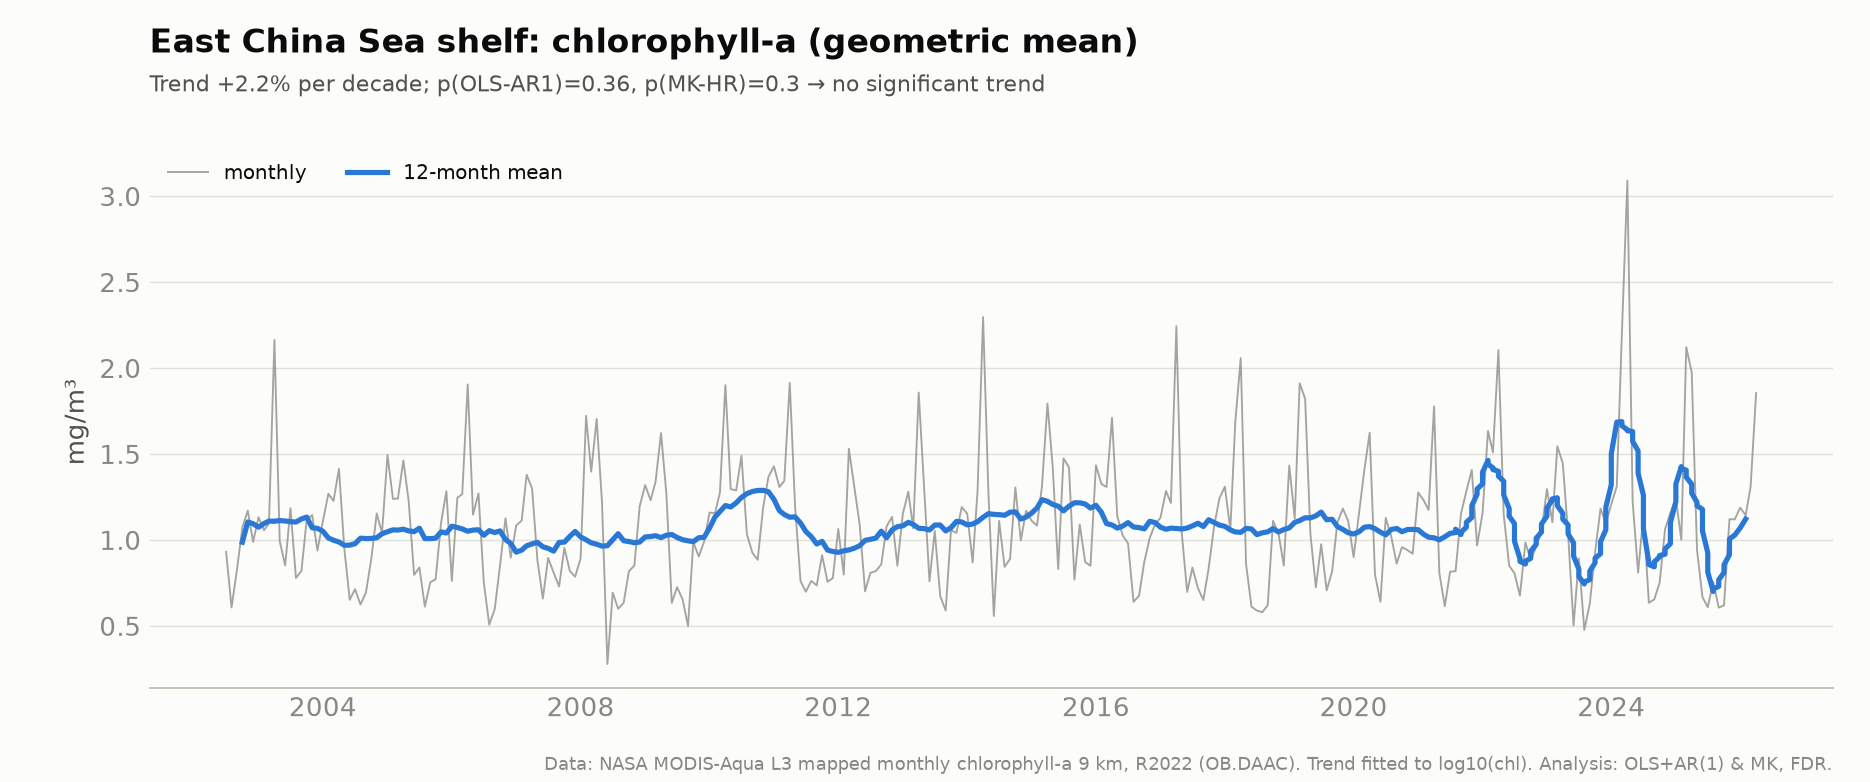 East China Sea shelf: chlorophyll-a (geometric mean)
Trend +2.2% per decade; p(OLS-AR1)=0.36, p(MK-HR)=0.3 → no significant trend
monthly
12-month mean
3.0
2.5
2.0
1.5
1.0
0.5
mg/m³
2004 2008 2012 2016 2020 2024
Data: NASA MODIS-Aqua L3 mapped monthly chlorophyll-a 9 km, R2022 (OB.DAAC). Trend fitted to log10(chl). Analysis: OLS+AR(1) & MK, FDR.